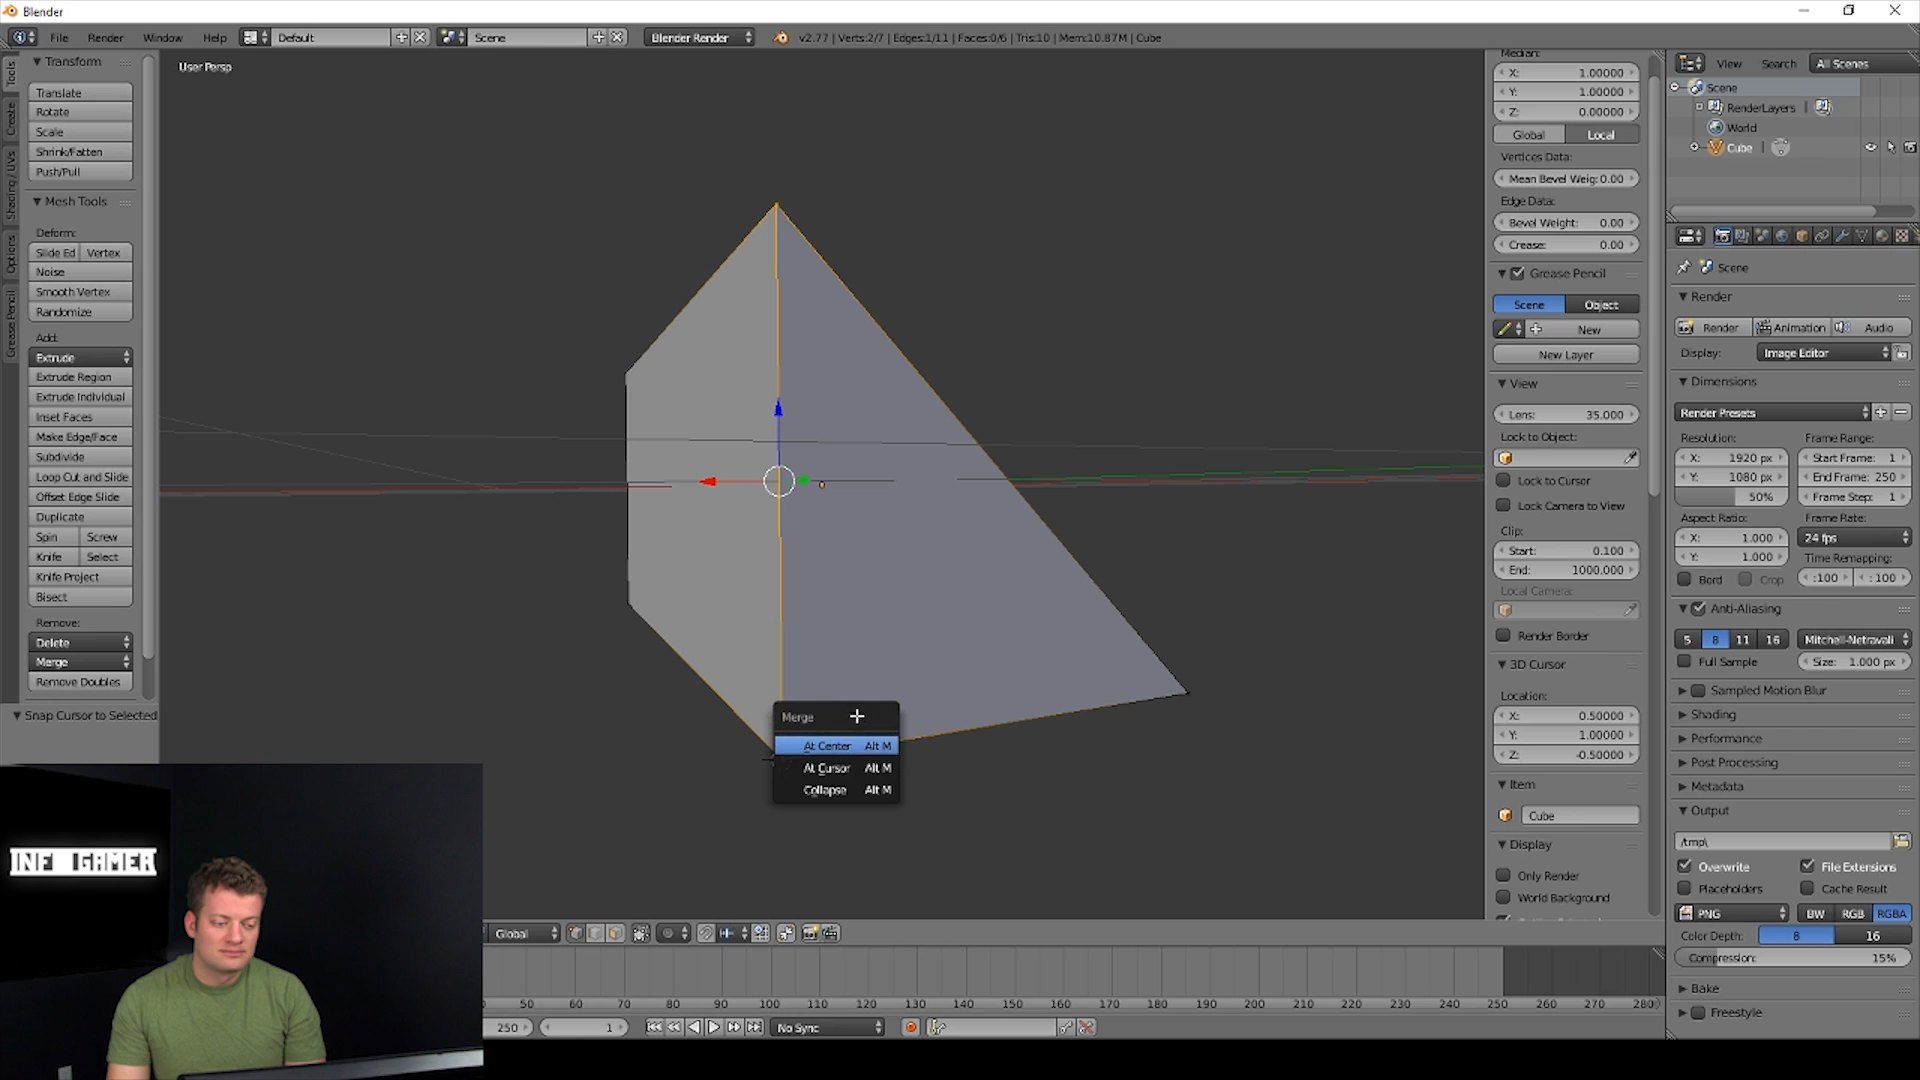 Blender
File Render Window Help Default Scene Blender Render v2.77 | Verts:2/7 | Edges:1/11 | Faces:0/6 | Tris:10 | Mem:10.87M | Cube
User Persp
Tools
Create
Shading / UVs
Options
Grease Pencil
Transform
Translate
Rotate
Scale
Shrink/Fatten
Push/Pull
Mesh Tools
Deform:
Slide Ed Vertex
Noise
Smooth Vertex
Randomize
Add:
Extrude
Extrude Region
Extrude Individual
Inset Faces
Make Edge/Face
Subdivide
Loop Cut and Slide
Offset Edge Slide
Duplicate
Spin Screw
Knife Select
Knife Project
Bisect
Remove:
Delete
Merge
Remove Doubles
Snap Cursor to Selected
INF GAMER
Merge
At Center Alt M
At Cursor Alt M
Collapse Alt M
Global
50 60 70 80 90 100 110 120 130 140 150 160 170 180 190 200 210 220 230 240 250 260 270 280
250 1 No Sync
Median:
X: 1.00000
Y: 1.00000
Z: 0.00000
Global Local
Vertices Data:
Mean Bevel Weig: 0.00
Edge Data:
Bevel Weight: 0.00
Crease: 0.00
Grease Pencil
Scene Object
New
New Layer
View
Lens: 35.000
Lock to Object:
Lock to Cursor
Lock Camera to View
Clip:
Start: 0.100
End: 1000.000
Local Camera:
Render Border
3D Cursor
Location:
X: 0.50000
Y: 1.00000
Z: -0.50000
Item
Cube
Display
Only Render
World Background
View Search All Scenes
Scene
RenderLayers |
World
Cube |
Scene
Render
Render Animation Audio
Display: Image Editor
Dimensions
Render Presets
Resolution: Frame Range:
X: 1920 px Start Frame: 1
Y: 1080 px End Frame: 250
50% Frame Step: 1
Aspect Ratio: Frame Rate:
X: 1.000 24 fps
Y: 1.000 Time Remapping:
Bord Crop :100 : 100
Anti-Aliasing
5 8 11 16 Mitchell-Netravali
Full Sample Size: 1.000 px
Sampled Motion Blur
Shading
Performance
Post Processing
Metadata
Output
/tmp\
Overwrite File Extensions
Placeholders Cache Result
PNG BW RGB RGBA
Color Depth: 8 16
Compression: 15%
Bake
Freestyle